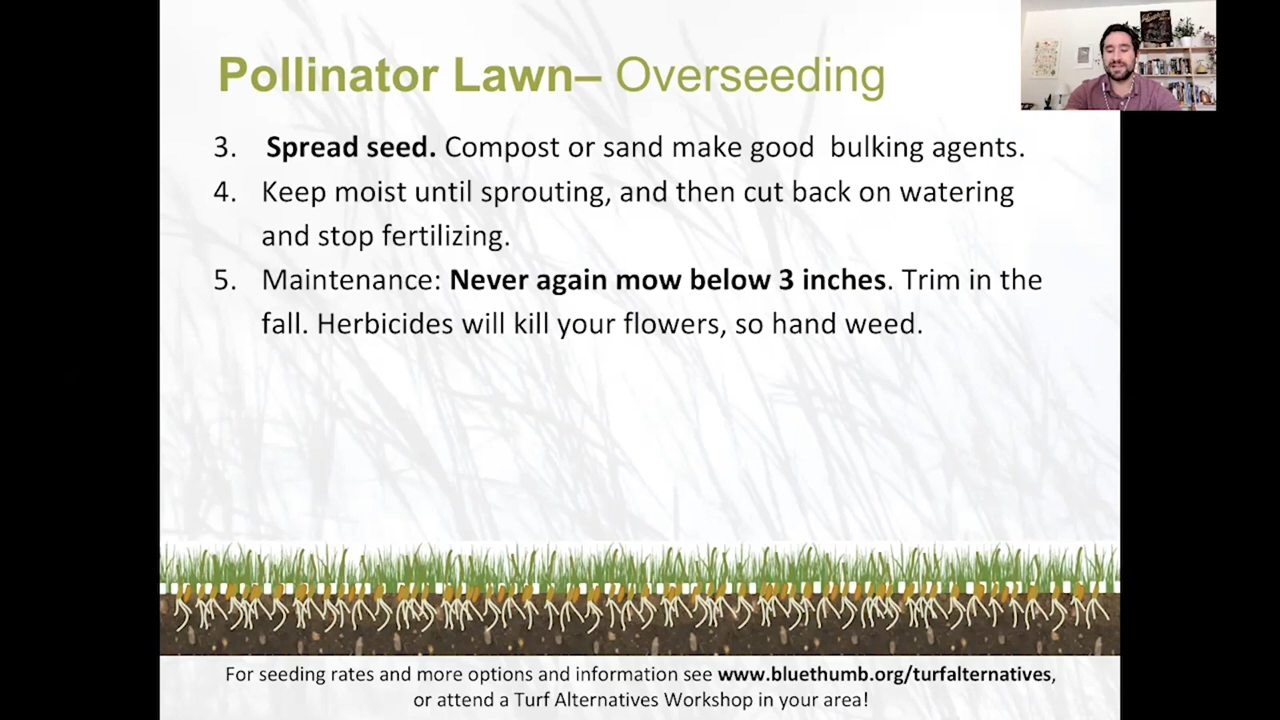 Pollinator Lawn– Overseeding
3. Spread seed. Compost or sand make good bulking agents.
4. Keep moist until sprouting, and then cut back on watering
and stop fertilizing.
5. Maintenance: Never again mow below 3 inches. Trim in the
fall. Herbicides will kill your flowers, so hand weed.
For seeding rates and more options and information see www.bluethumb.org/turfalternatives,
or attend a Turf Alternatives Workshop in your area!